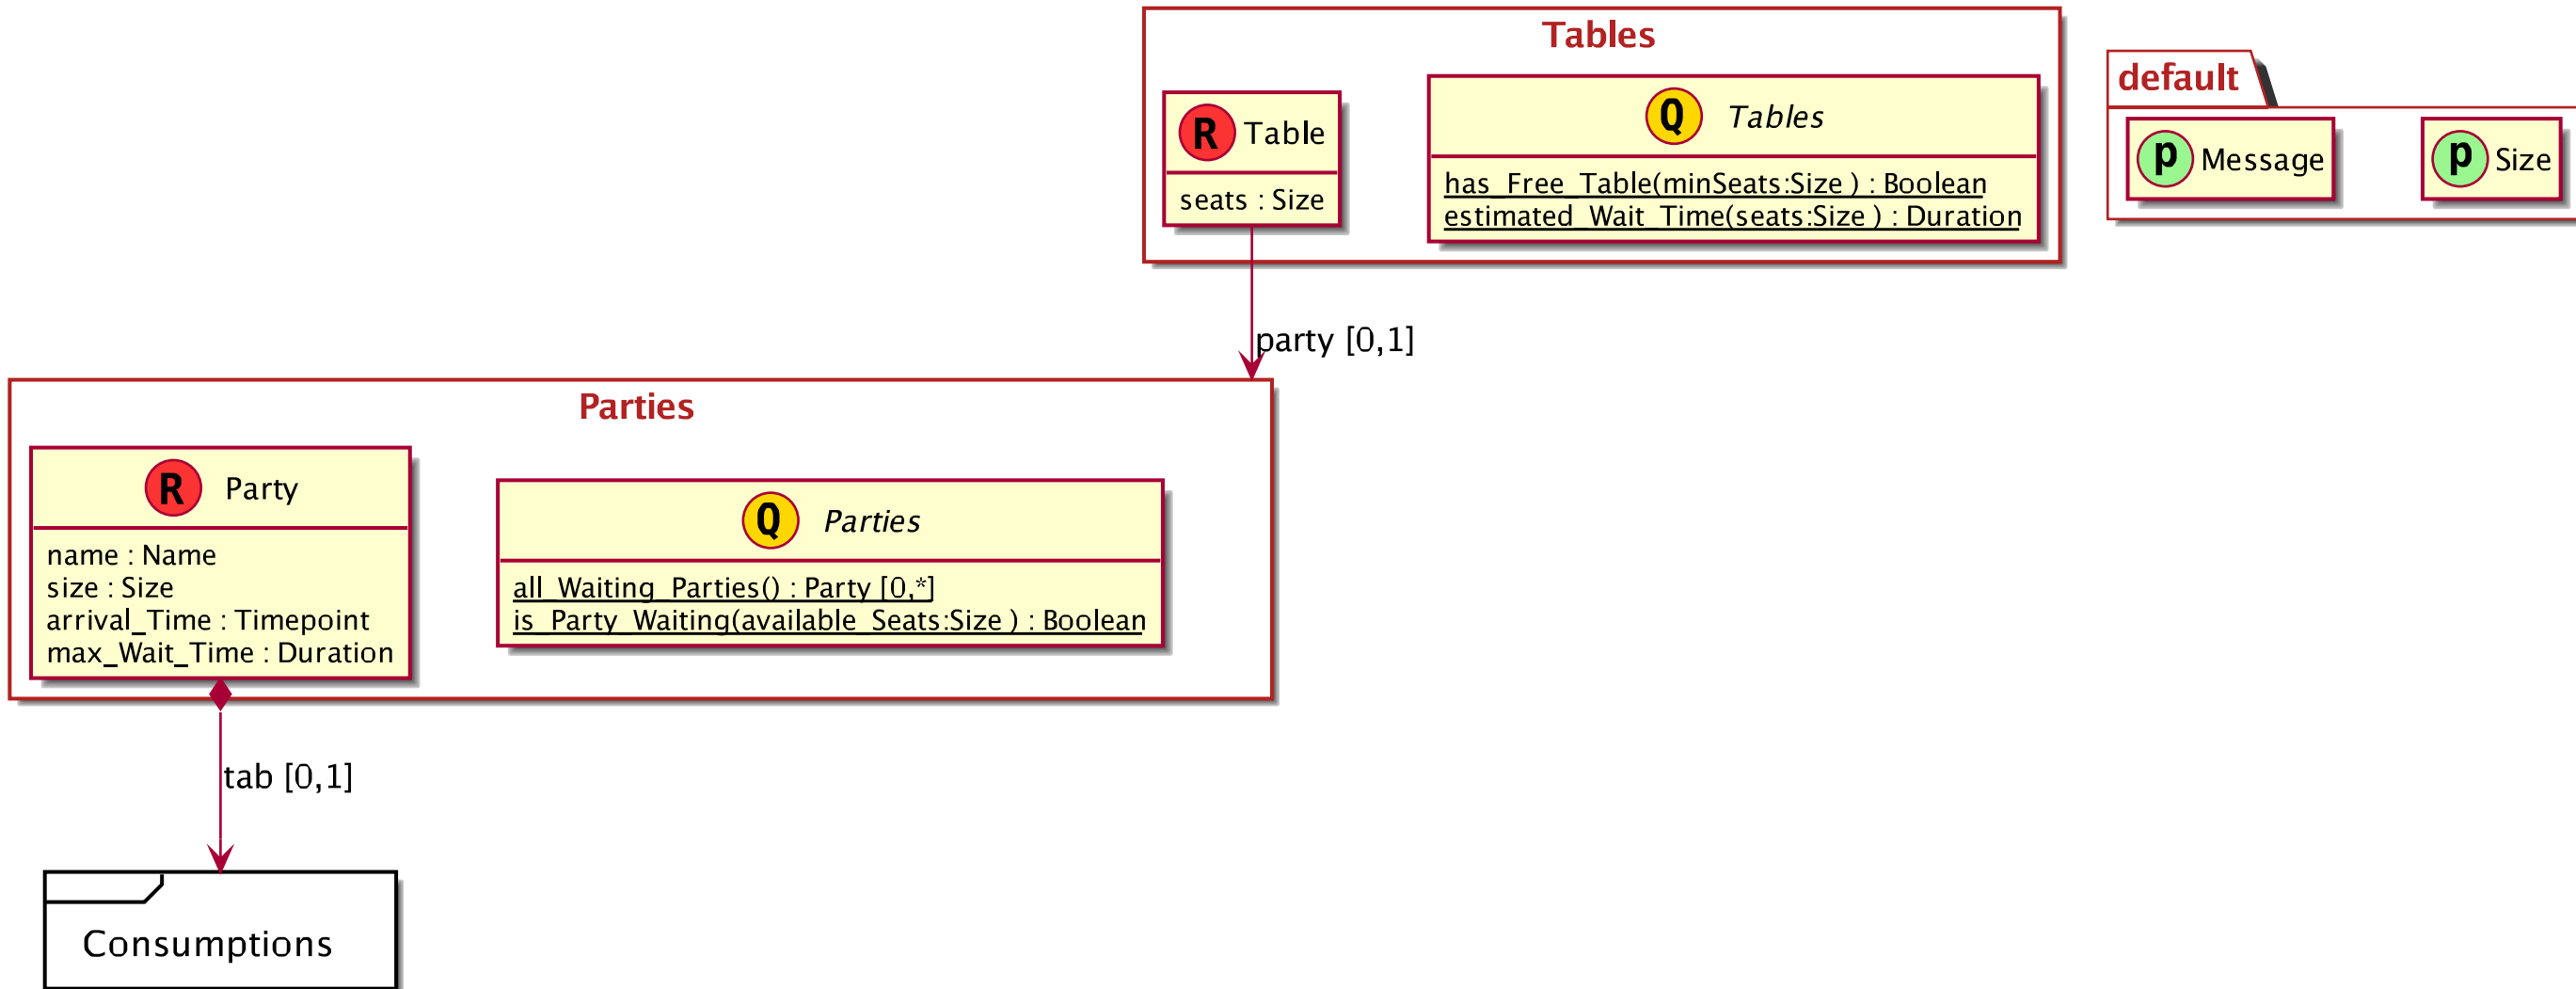 Tables
R Table
seats : Size
Q Tables
has_Free_Table(minSeats:Size ) : Boolean
estimated_Wait_Time(seats:Size ) : Duration
default
p Message
p Size
party [0,1]
Parties
R Party
name : Name
size : Size
arrival_Time : Timepoint
max_Wait_Time : Duration
Q Parties
all_Waiting_Parties() : Party [0,*]
is_Party_Waiting(available_Seats:Size ) : Boolean
tab [0,1]
Consumptions